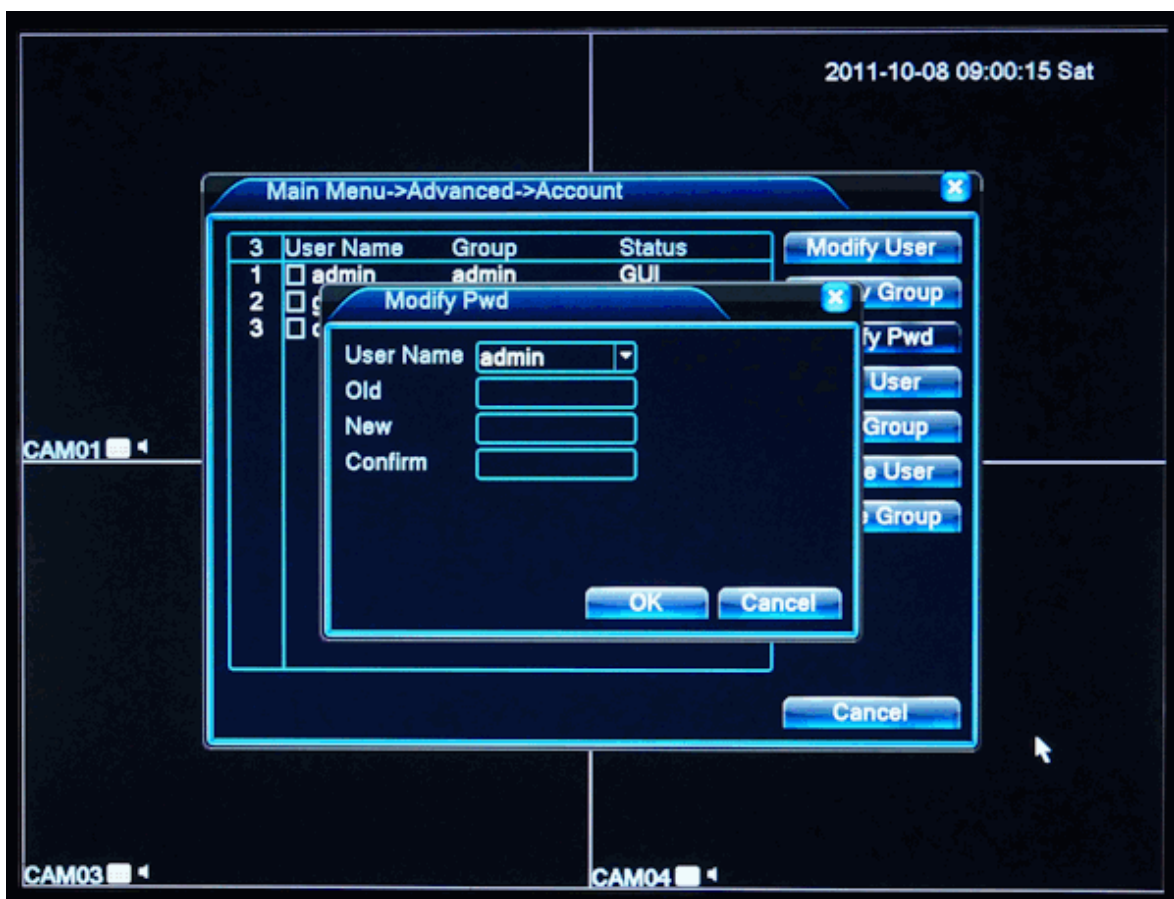 2011-10-08 09:00:15 Sat
Main Menu->Advanced->Account
3 User Name Group Status
1 admin admin GUI
2
3
Modify User
Group
Pwd
User
Group
User
Group
Modify Pwd
User Name admin
Old
New
Confirm
OK Cancel
Cancel
CAM01
CAM03
CAM04